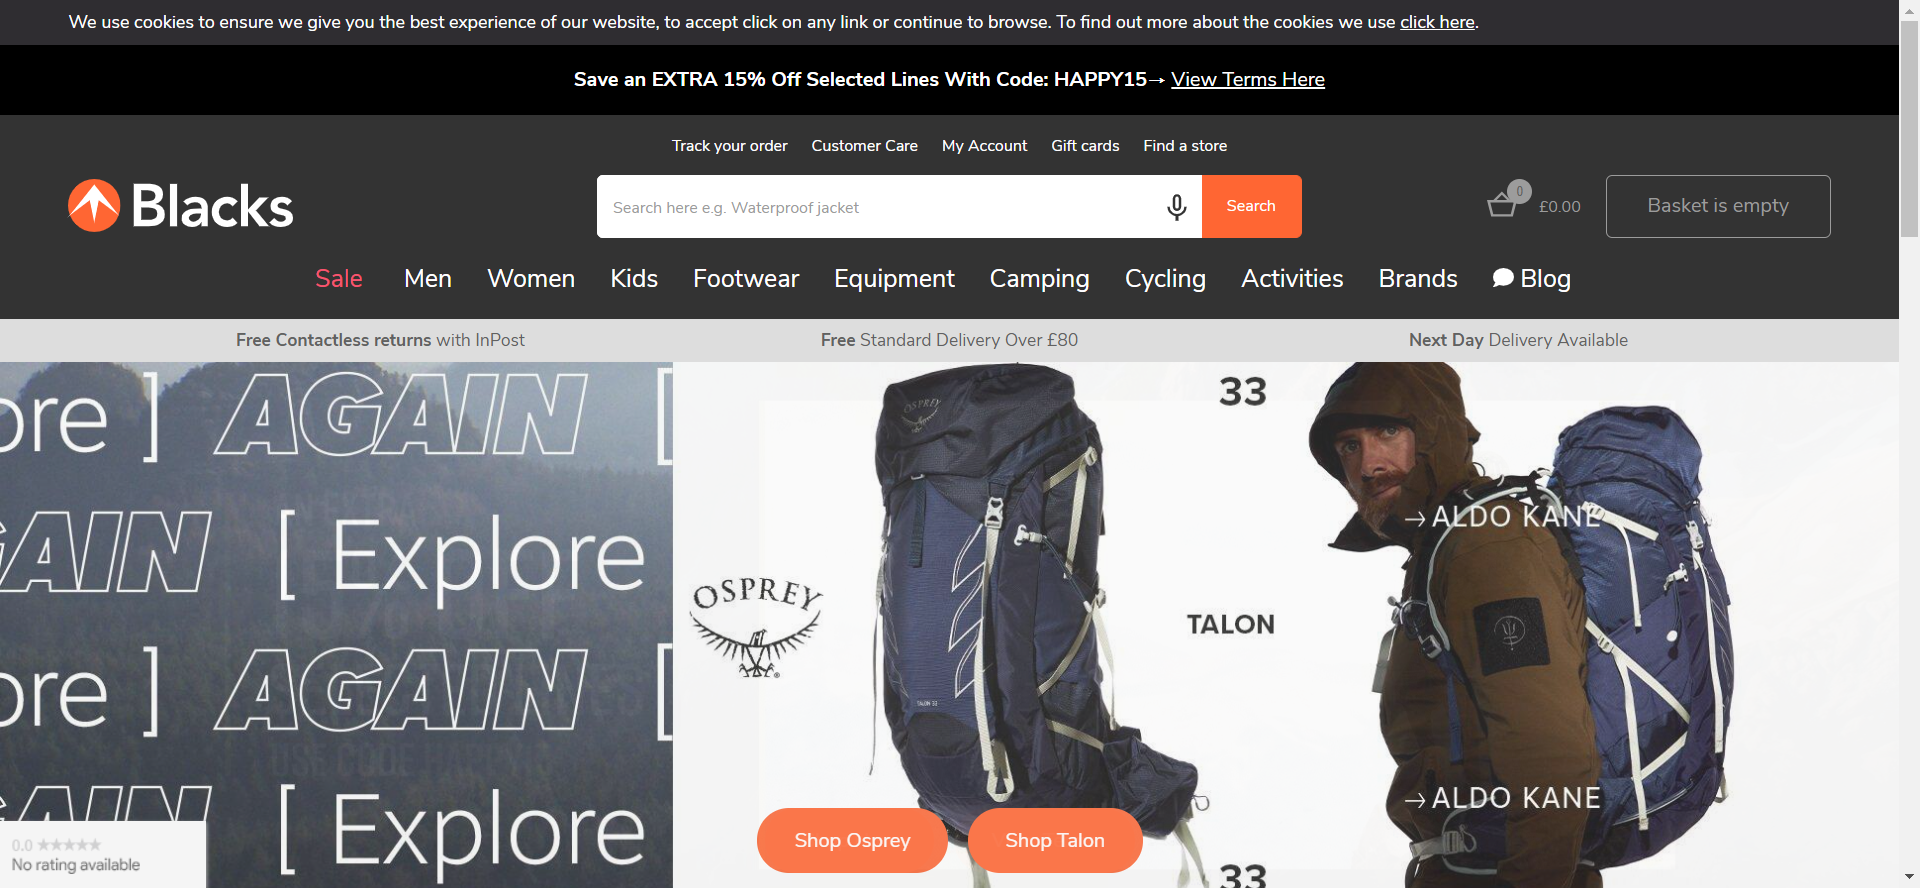 We use cookies to ensure we give you the best experience of our website, to accept click on any link or continue to browse. To find out more about the cookies we use click here.
Save an EXTRA 15% Off Selected Lines With Code: HAPPY15→ View Terms Here
Track your order Customer Care My Account Gift cards Find a store
Blacks
Search here e.g. Waterproof jacket
Search
0
£0.00
Basket is empty
Sale Men Women Kids Footwear Equipment Camping Cycling Activities Brands Blog
Free Contactless returns with InPost
Free Standard Delivery Over £80
Next Day Delivery Available
ore ] AGAIN [
AGAIN [ Explore
ore ] AGAIN [
AGAIN [ Explore
OSPREY
33
→ALDO KANE
OSPREY
TALON
TALON 33
→ALDO KANE
Shop Osprey
Shop Talon
33
0.0 ★★★★★
No rating available